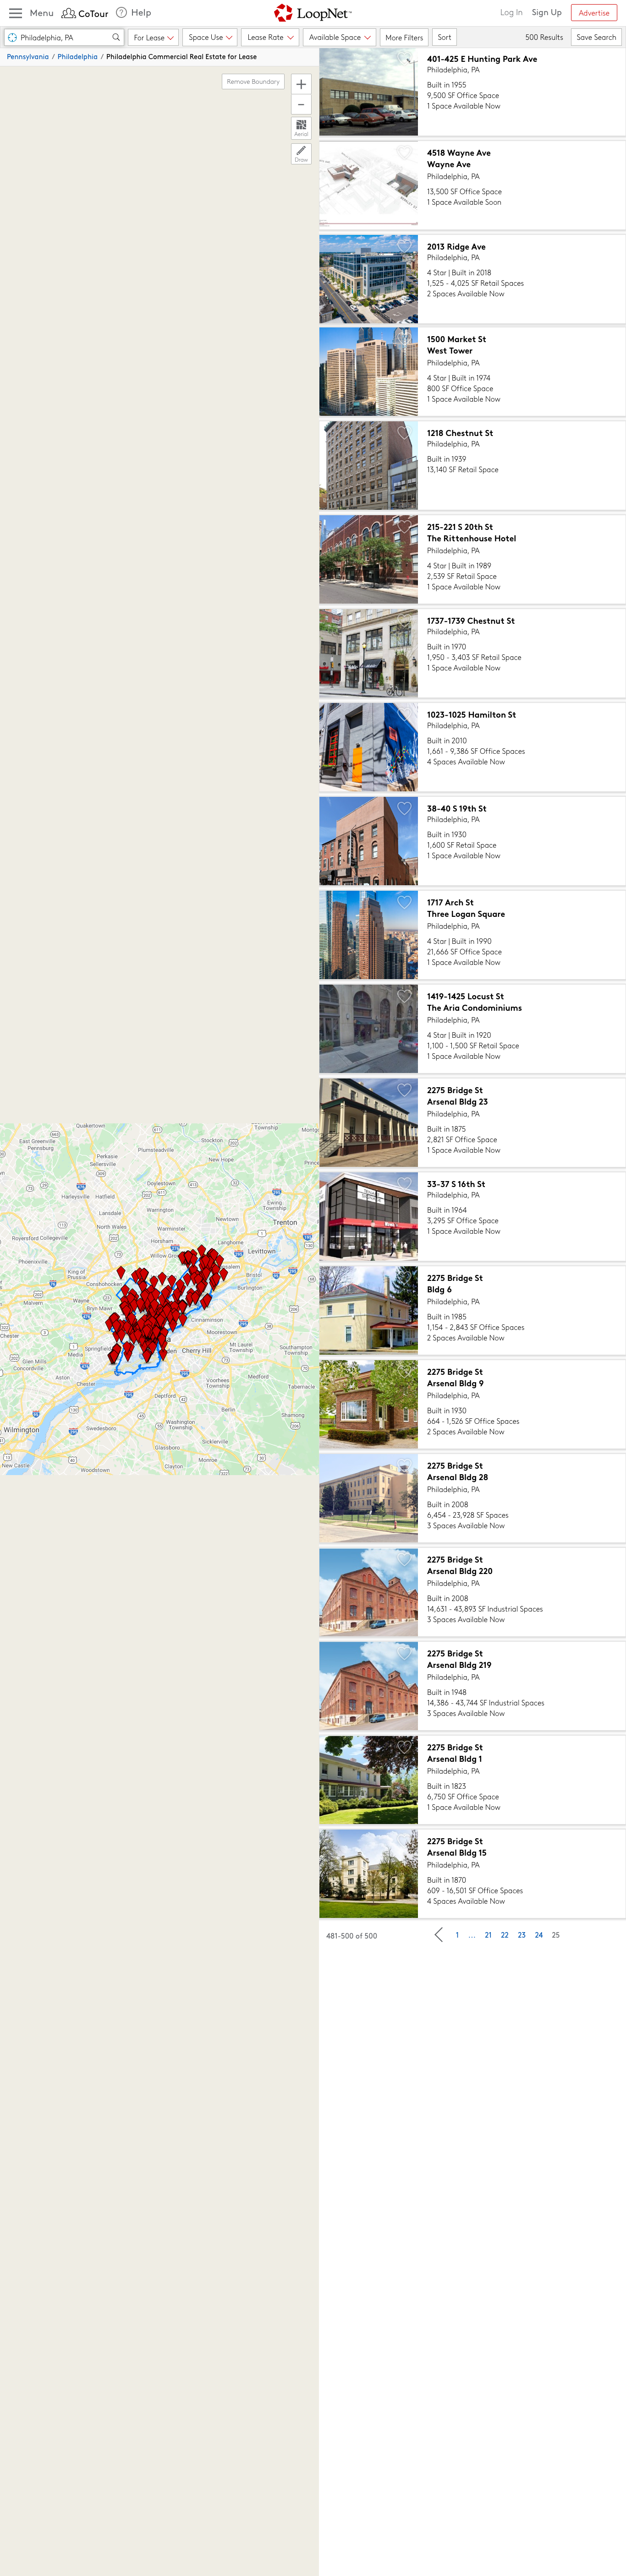 Menu
CoTour
Help
LoopNet™
Log In
Sign Up
Advertise
Philadelphia, PA
For Lease
Space Use
Lease Rate
Available Space
More Filters
Sort
500 Results
Save Search
Pennsylvania / Philadelphia / Philadelphia Commercial Real Estate for Lease
Remove Boundary
Aerial
Draw
401-425 E Hunting Park Ave
Philadelphia, PA
Built in 1955
9,500 SF Office Space
1 Space Available Now
4518 Wayne Ave
Wayne Ave
Philadelphia, PA
13,500 SF Office Space
1 Space Available Soon
2013 Ridge Ave
Philadelphia, PA
4 Star | Built in 2018
1,525 - 4,025 SF Retail Spaces
2 Spaces Available Now
1500 Market St
West Tower
Philadelphia, PA
4 Star | Built in 1974
800 SF Office Space
1 Space Available Now
1218 Chestnut St
Philadelphia, PA
Built in 1939
13,140 SF Retail Space
215-221 S 20th St
The Rittenhouse Hotel
Philadelphia, PA
4 Star | Built in 1989
2,539 SF Retail Space
1 Space Available Now
1737-1739 Chestnut St
Philadelphia, PA
Built in 1970
1,950 - 3,403 SF Retail Space
1 Space Available Now
1023-1025 Hamilton St
Philadelphia, PA
Built in 2010
1,661 - 9,386 SF Office Spaces
4 Spaces Available Now
38-40 S 19th St
Philadelphia, PA
Built in 1930
1,600 SF Retail Space
1 Space Available Now
1717 Arch St
Three Logan Square
Philadelphia, PA
4 Star | Built in 1990
21,666 SF Office Space
1 Space Available Now
1419-1425 Locust St
The Aria Condominiums
Philadelphia, PA
4 Star | Built in 1920
1,100 - 1,500 SF Retail Space
1 Space Available Now
2275 Bridge St
Arsenal Bldg 23
Philadelphia, PA
Built in 1875
2,821 SF Office Space
1 Space Available Now
33-37 S 16th St
Philadelphia, PA
Built in 1964
3,295 SF Office Space
1 Space Available Now
2275 Bridge St
Bldg 6
Philadelphia, PA
Built in 1985
1,154 - 2,843 SF Office Spaces
2 Spaces Available Now
2275 Bridge St
Arsenal Bldg 9
Philadelphia, PA
Built in 1930
664 - 1,526 SF Office Spaces
2 Spaces Available Now
2275 Bridge St
Arsenal Bldg 28
Philadelphia, PA
Built in 2008
6,454 - 23,928 SF Spaces
3 Spaces Available Now
2275 Bridge St
Arsenal Bldg 220
Philadelphia, PA
Built in 2008
14,631 - 43,893 SF Industrial Spaces
3 Spaces Available Now
2275 Bridge St
Arsenal Bldg 219
Philadelphia, PA
Built in 1948
14,386 - 43,744 SF Industrial Spaces
3 Spaces Available Now
2275 Bridge St
Arsenal Bldg 1
Philadelphia, PA
Built in 1823
6,750 SF Office Space
1 Space Available Now
2275 Bridge St
Arsenal Bldg 15
Philadelphia, PA
Built in 1870
609 - 16,501 SF Office Spaces
4 Spaces Available Now
481-500 of 500
1 ... 21 22 23 24 25
Quakertown
East Greenville
Pennsburg
Perkasie
Sellersville
Plumsteadville
Stockton
New Hope
Hopewell Township
Harleysville
Hatfield
Doylestown
Lansdale
Warrington
North Wales
Warminster
Newtown
Ewing Township
Trenton
Levittown
Royersford
Collegeville
Horsham
Phoenixville
King of Prussia
Conshohocken
Bristol
Burlington
Malvern
Wayne
Bryn Mawr
Cinnaminson
Springfield
Cherry Hill
Moorestown
Mt Laurel Township
Southampton Township
Glen Mills
Concordville
Aston
Chester
Voorhees Township
Medford
Tabernacle
Deptford
Wilmington
Swedesboro
Washington Township
Berlin
Shamong
Glassboro
Sicklerville
New Castle
Woodstown
Clayton
Monroe Township